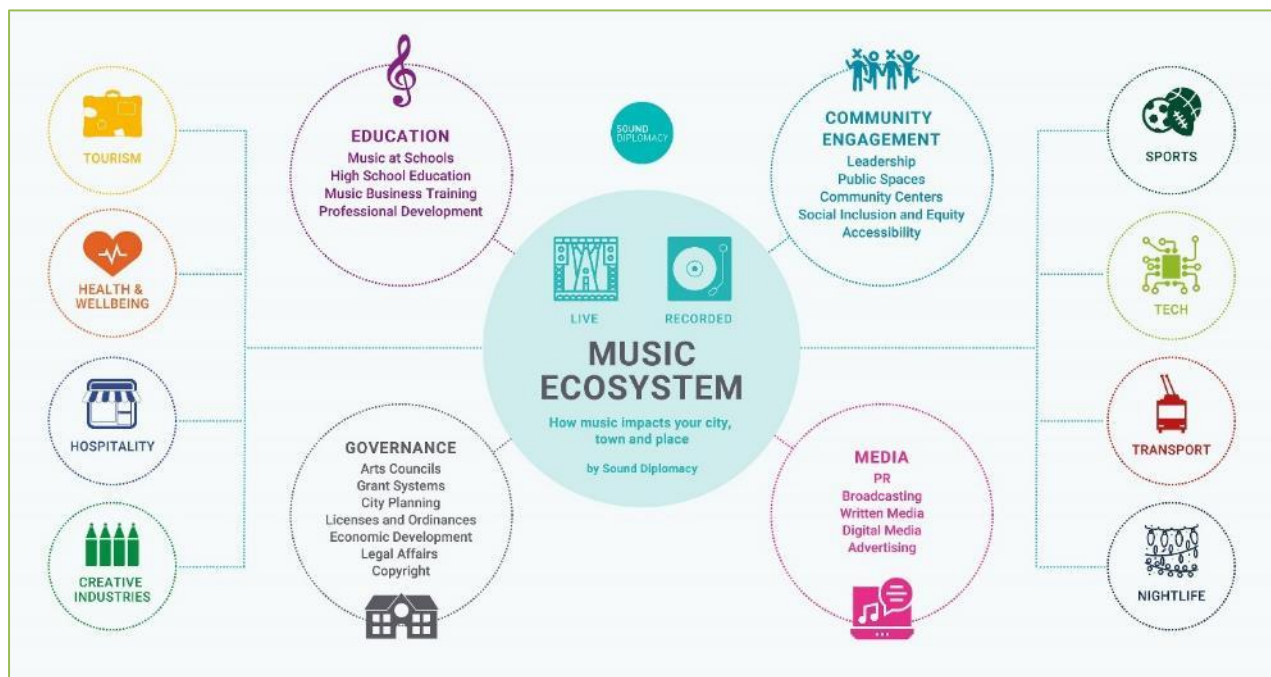 TOURISM
HEALTH &
WELLBEING
HOSPITALITY
CREATIVE
INDUSTRIES
EDUCATION
Music at Schools
High School Education
Music Business Training
Professional Development
GOVERNANCE
Arts Councils
Grant Systems
City Planning
Licenses and Ordinances
Economic Development
Legal Affairs
Copyright
SOUND
DIPLOMACY
LIVE
RECORDED
MUSIC
ECOSYSTEM
How music impacts your city,
town and place
by Sound Diplomacy
COMMUNITY
ENGAGEMENT
Leadership
Public Spaces
Community Centers
Social Inclusion and Equity
Accessibility
MEDIA
PR
Broadcasting
Written Media
Digital Media
Advertising
SPORTS
TECH
TRANSPORT
NIGHTLIFE